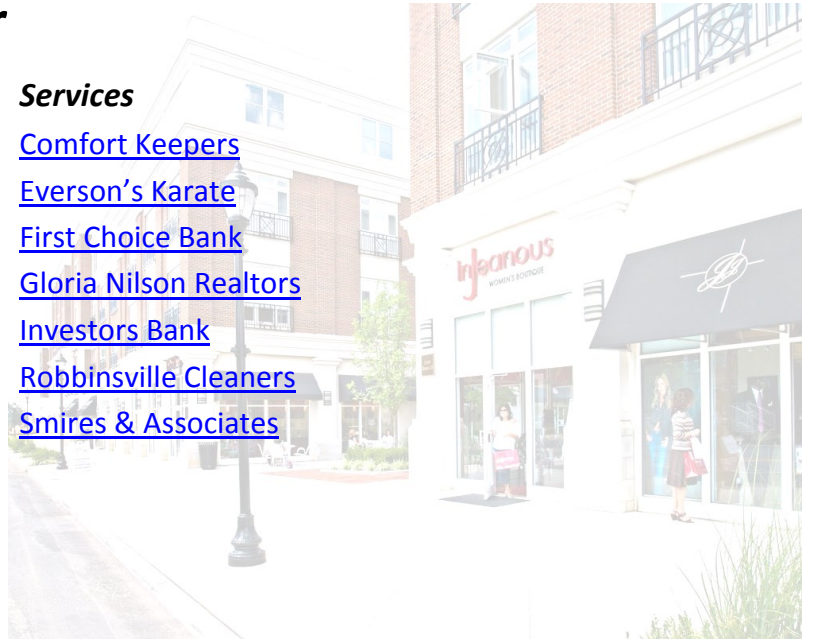 r
Services
Comfort Keepers
Everson’s Karate
First Choice Bank
Gloria Nilson Realtors
Investors Bank
Robbinsville Cleaners
Smires & Associates
InJeanous
WOMEN'S BOUTIQUE